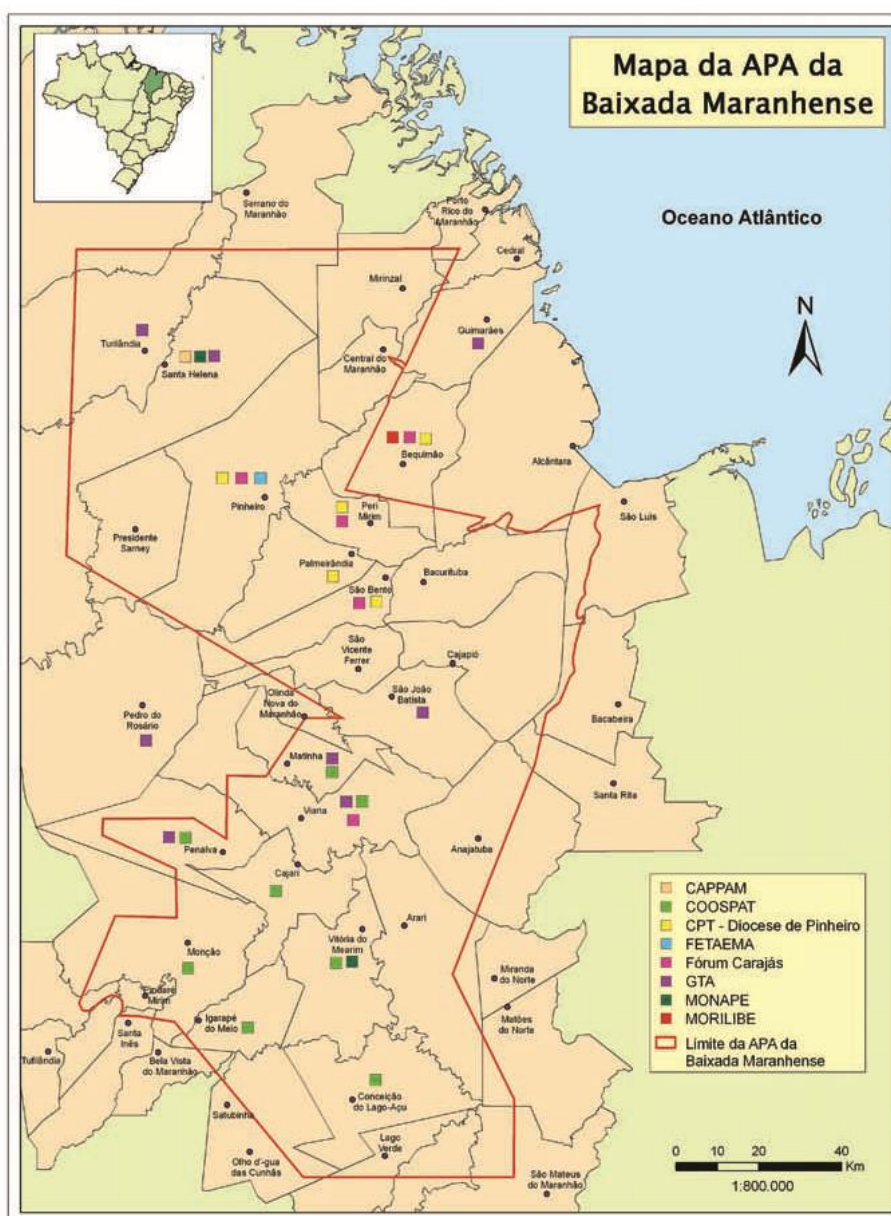 Mapa da APA da
Baixada Maranhense
Oceano Atlântico
N
Serrano do
Maranhão
Porto
Rico do
Maranhão
Cedral
Mirinzal
Guimarães
Turilândia
Santa Helena
Central do
Maranhão
Bequimão
Alcântara
Pinheiro
Peri
Mirim
São Luis
Presidente
Sarney
Palmeirândia
São Bento
Bacurituba
São
Vicente
Ferrer
Cajapió
Olinda
Nova do
Maranhão
São João
Batista
Pedro do
Rosário
Bacabeira
Matinha
Santa Rita
Viana
Penalva
Anajatuba
Cajari
Arari
Vitória do
Mearim
Monção
Miranda
do Norte
Pindaré
Mirim
Igarapé
do Meio
Matões
do Norte
Santa
Inês
Tufilândia
Bela Vista
do Maranhão
Conceição
do Lago-Açu
Satubinha
Lago
Verde
Olho d'-gua
das Cunhãs
São Mateus
do Maranhão
CAPPAM
COOSPAT
CPT - Diocese de Pinheiro
FETAEMA
Fórum Carajás
GTA
MONAPE
MORILIBE
Límite da APA da
Baixada Maranhense
0 10 20 40
Km
1:800.000